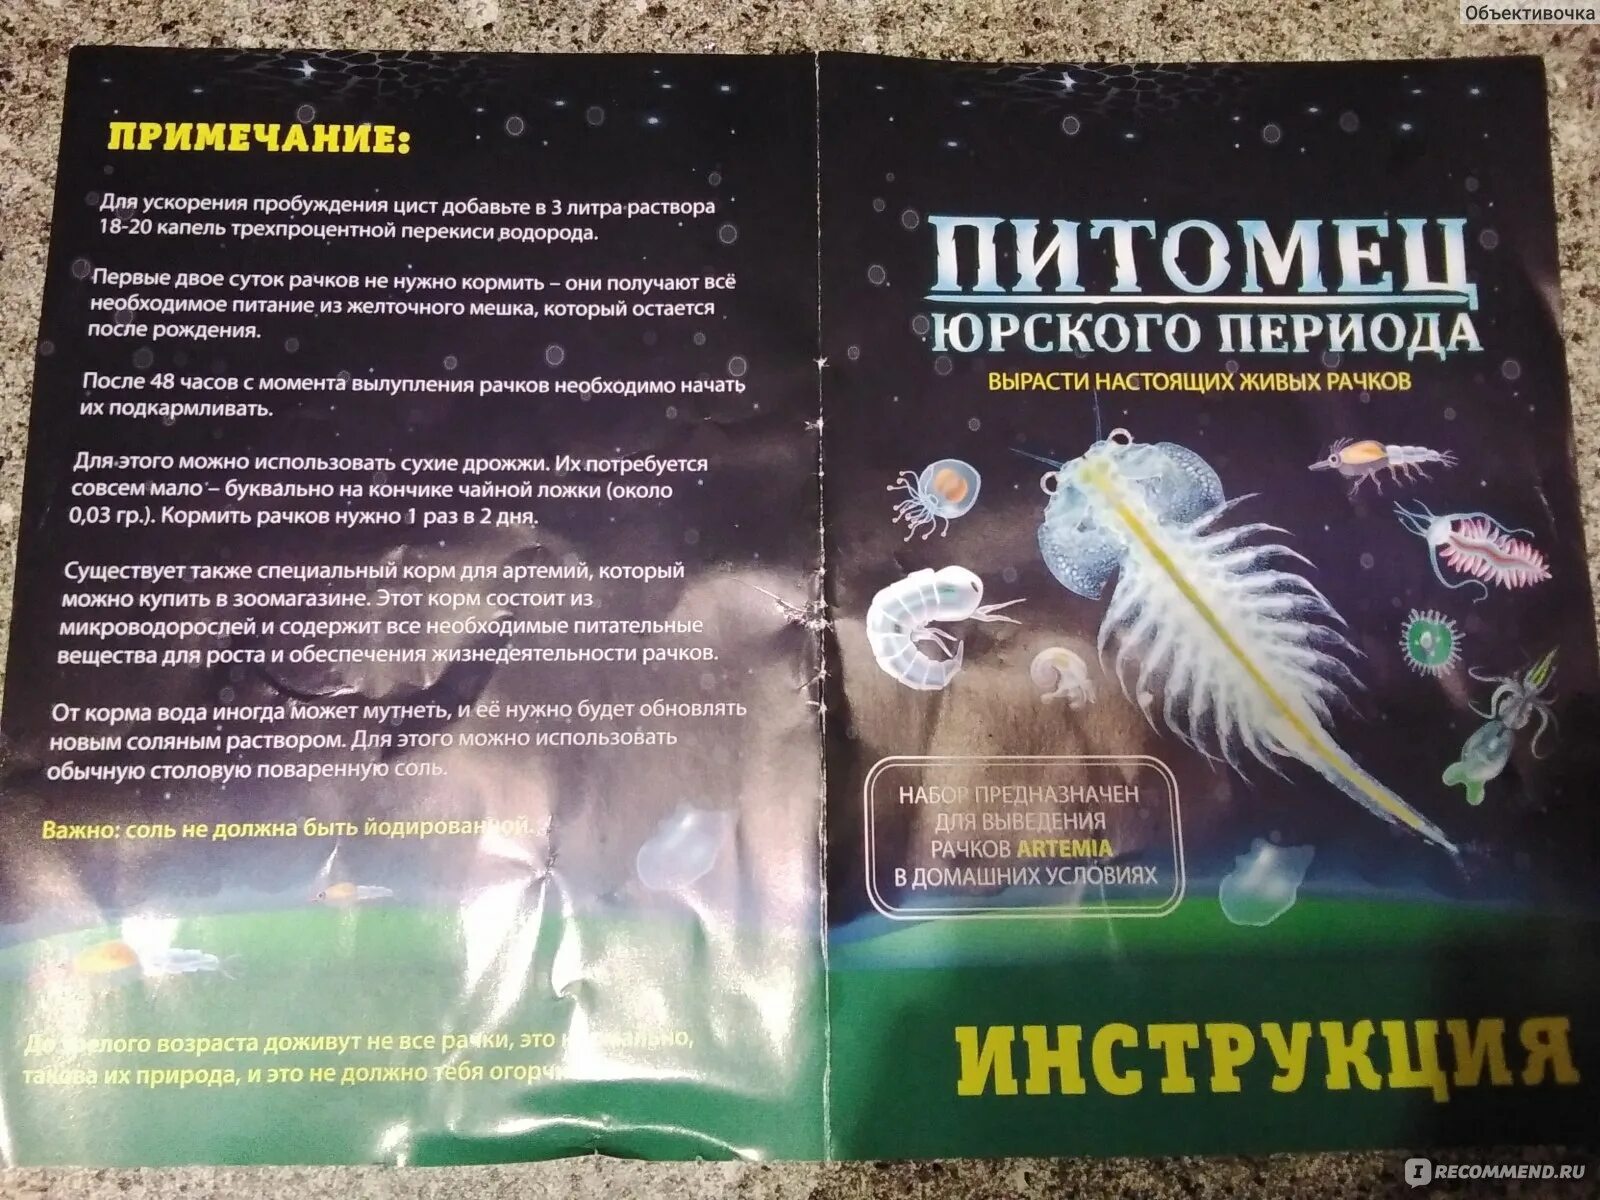 Объективочка
ПРИМЕЧАНИЕ:
Для ускорения пробуждения цист добавьте в 3 литра раствора
18-20 капель трехпроцентной перекиси водорода.
Первые двое суток рачков не нужно кормить – они получают всё
необходимое питание из желточного мешка, который остается
после рождения.
После 48 часов с момента вылупления рачков необходимо начать
их подкармливать.
Для этого можно использовать сухие дрожжи. Их потребуется
совсем мало – буквально на кончике чайной ложки (около
0,03 гр.). Кормить рачков нужно 1 раз в 2 дня.
Существует также специальный корм для артемий, который
можно купить в зоомагазине. Этот корм состоит из
микроводорослей и содержит все необходимые питательные
вещества для роста и обеспечения жизнедеятельности рачков.
От корма вода иногда может мутнеть, и её нужно будет обновлять
новым соляным раствором. Для этого можно использовать
обычную столовую поваренную соль.
Важно: соль не должна быть йодированной.
До зрелого возраста доживут не все рачки, это нормально,
такова их природа, и это не должно тебя
ПИТОМЕЦ
ЮРСКОГО ПЕРИОДА
ВЫРАСТИ НАСТОЯЩИХ ЖИВЫХ РАЧКОВ
НАБОР ПРЕДНАЗНАЧЕН
ДЛЯ ВЫВЕДЕНИЯ
РАЧКОВ ARTEMIA
В ДОМАШНИХ УСЛОВИЯХ
ИНСТРУКЦИЯ
IRECOMMEND.RU